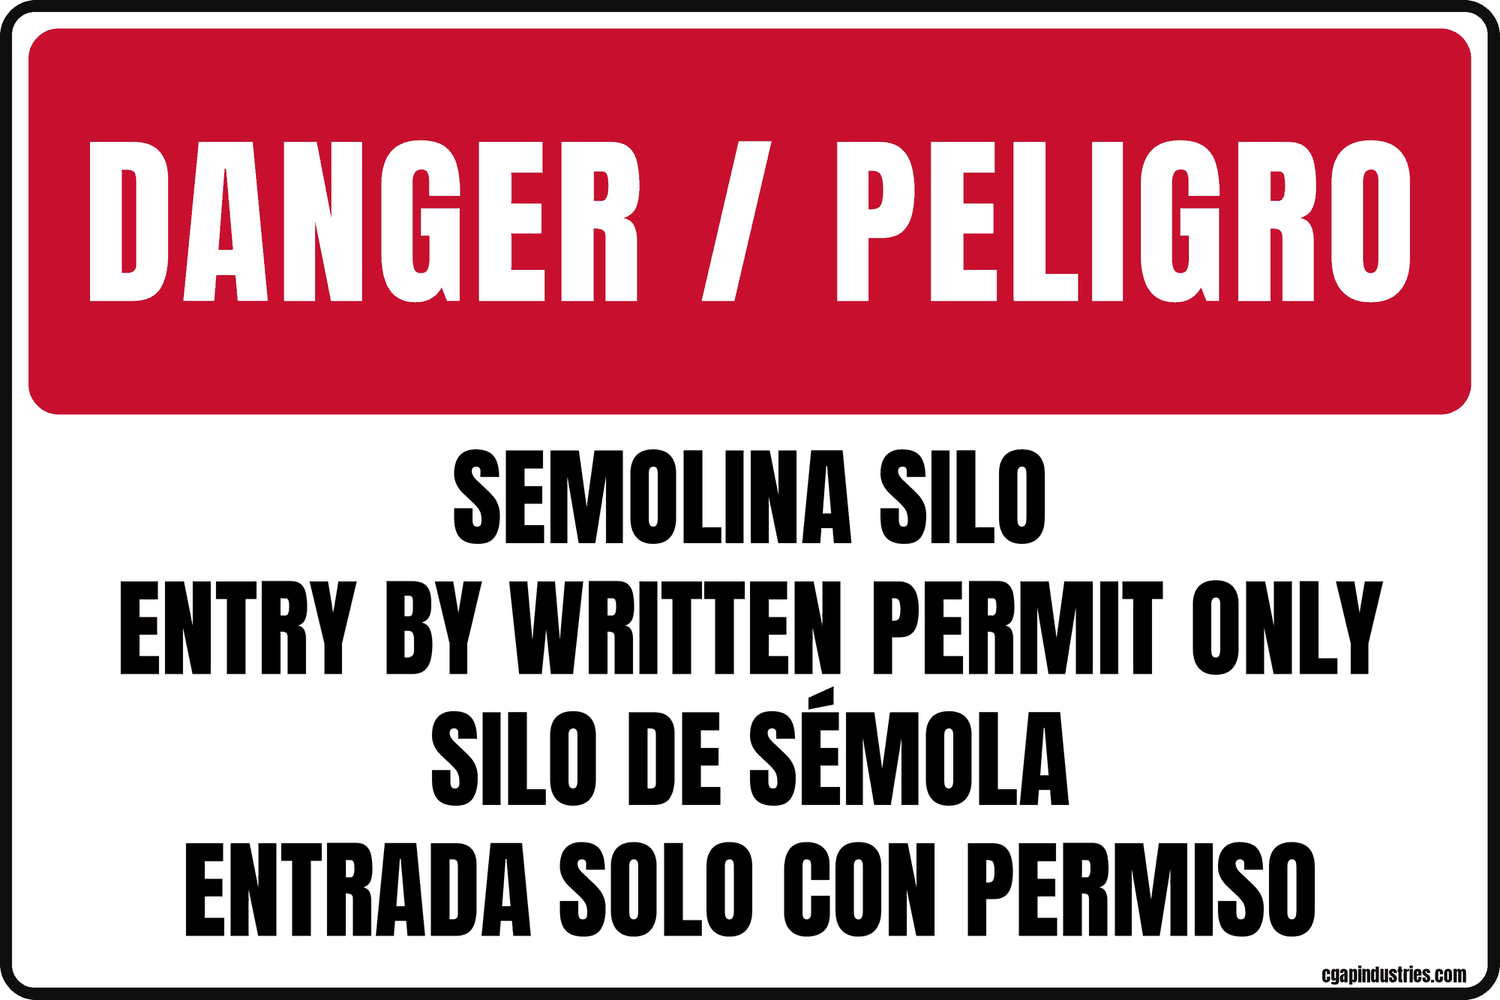 DANGER / PELIGRO
SEMOLINA SILO
ENTRY BY WRITTEN PERMIT ONLY
SILO DE SÉMOLA
ENTRADA SOLO CON PERMISO
cgapindustries.com